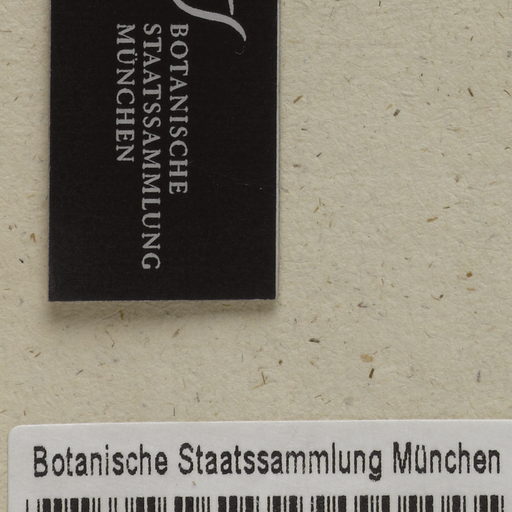 BOTANISCHE
STAATSSAMMLUNG
MÜNCHEN
Botanische Staatssammlung München